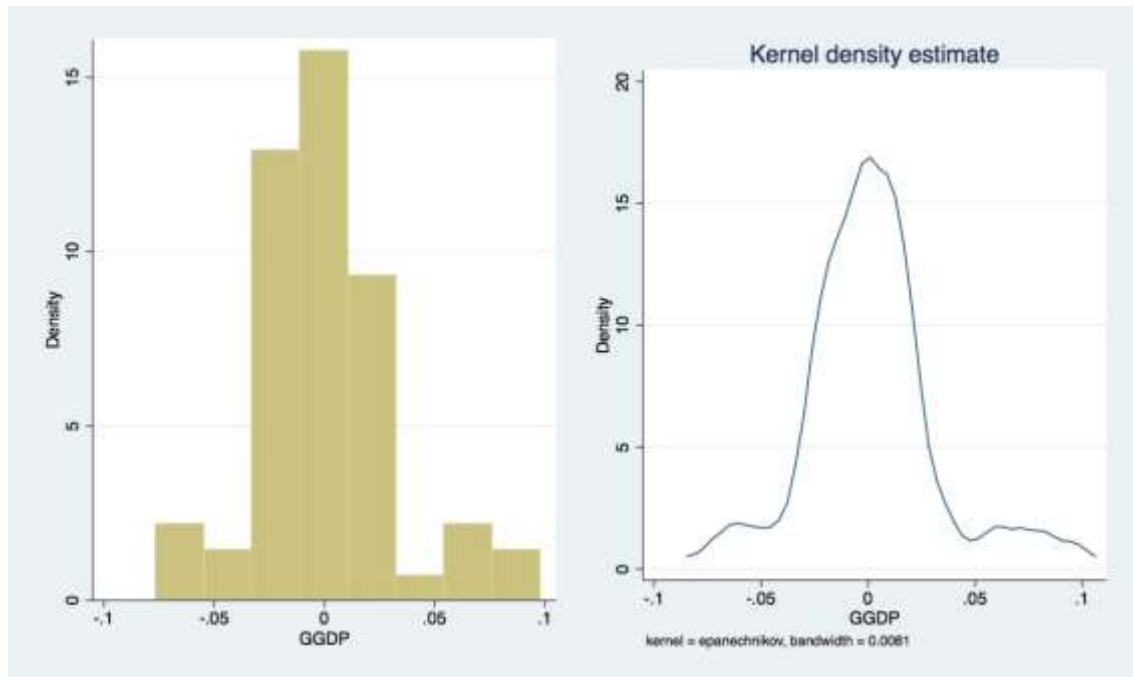 15
10
5
0
Density
-.1 -.05 0 .05 .1
GGDP
Kernel density estimate
20
15
10
5
0
Density
-.1 -.05 0 .05 .1
GGDP
kernel = epanechnikov, bandwidth = 0.0081